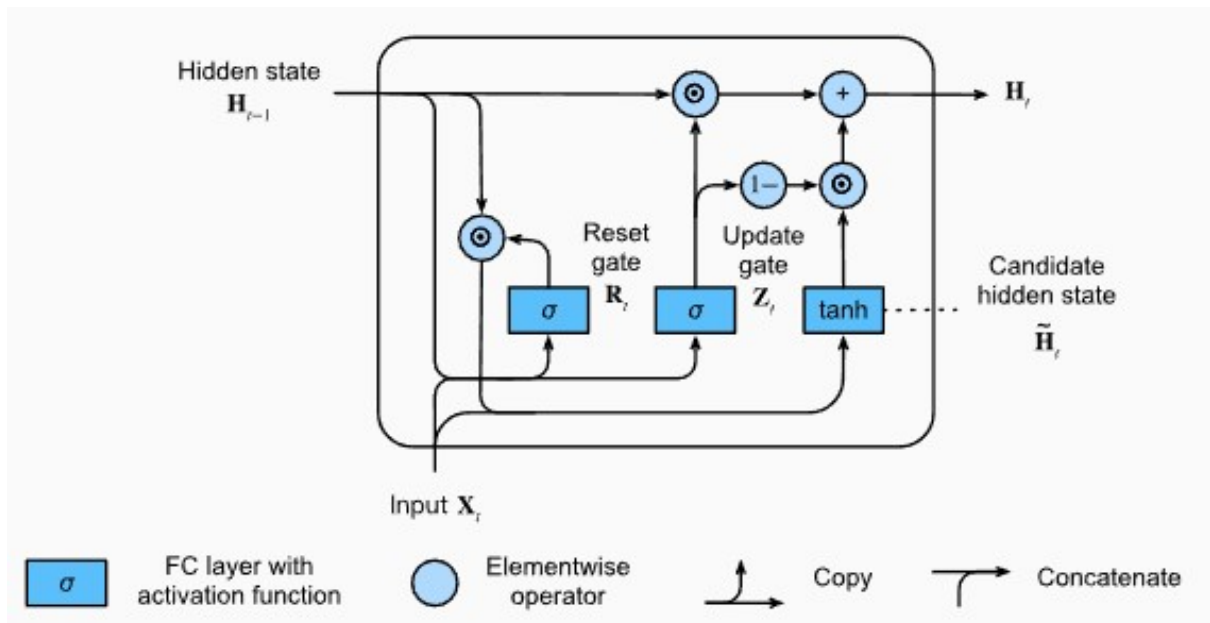 Hidden state
H_{t-1}
⊙
+
H_t
1−
⊙
⊙
Reset
gate
R_t
Update
gate
Z_t
Candidate
hidden state
H̃_t
σ
σ
tanh
Input X_t
σ
FC layer with
activation function
Elementwise
operator
Copy
Concatenate